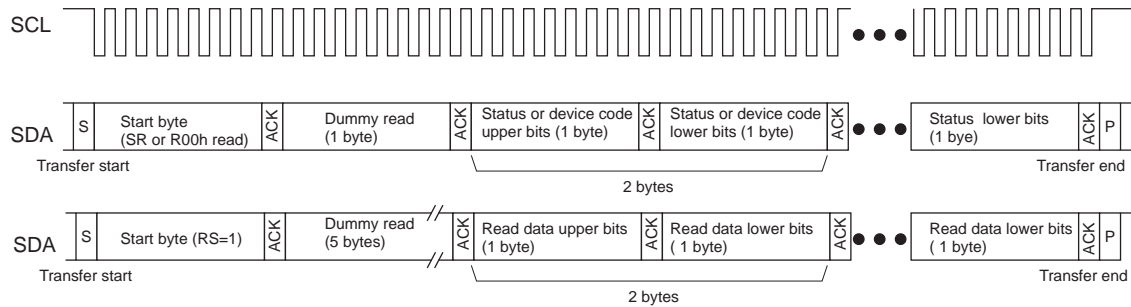 SCL
SDA
S
Start byte
(SR or R00h read)
ACK
Dummy read
(1 byte)
ACK
Status or device code
upper bits (1 byte)
ACK
Status or device code
lower bits (1 byte)
ACK
Status lower bits
(1 bye)
ACK
P
Transfer start
2 bytes
Transfer end
SDA
S
Start byte (RS=1)
ACK
Dummy read
(5 bytes)
ACK
Read data upper bits
(1 byte)
ACK
Read data lower bits
( 1 byte)
ACK
Read data lower bits
( 1 byte)
ACK
P
Transfer start
2 bytes
Transfer end